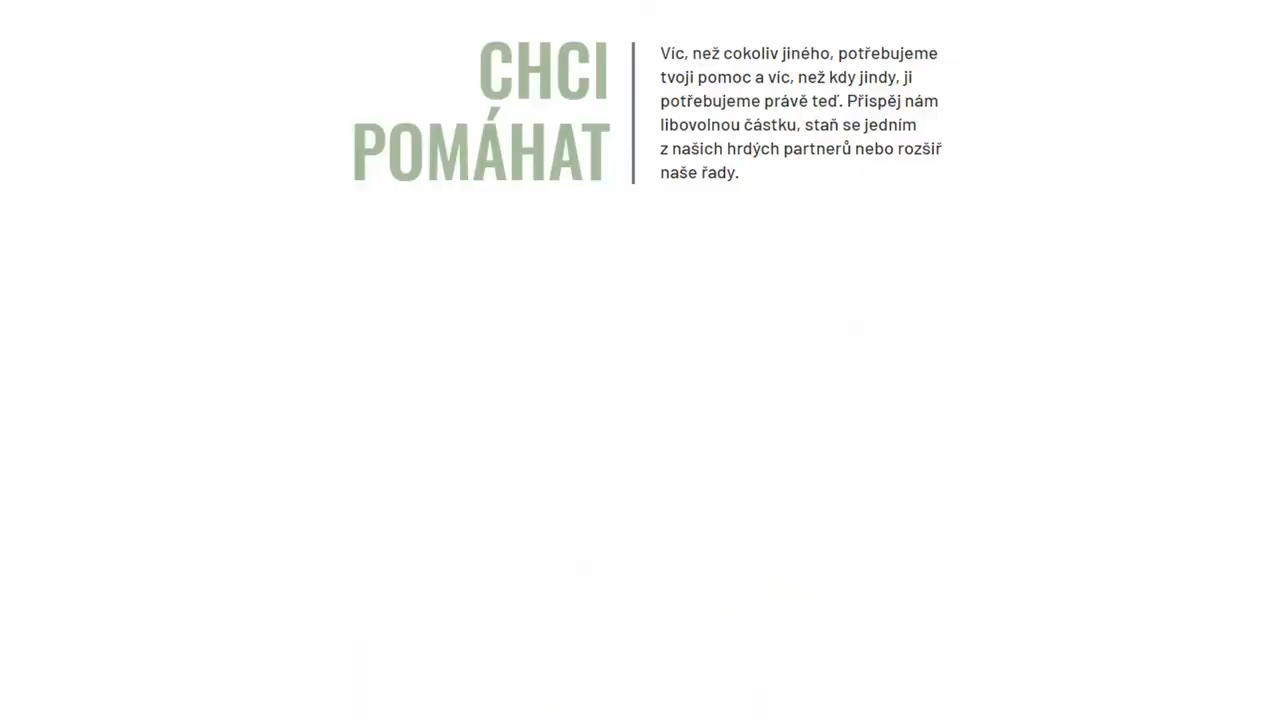 CHCI
POMÁHAT
Víc, než cokoliv jiného, potřebujeme
tvoji pomoc a víc, než kdy jindy, ji
potřebujeme právě teď. Přispěj nám
libovolnou částku, staň se jedním
z našich hrdých partnerů nebo rozšiř
naše řady.